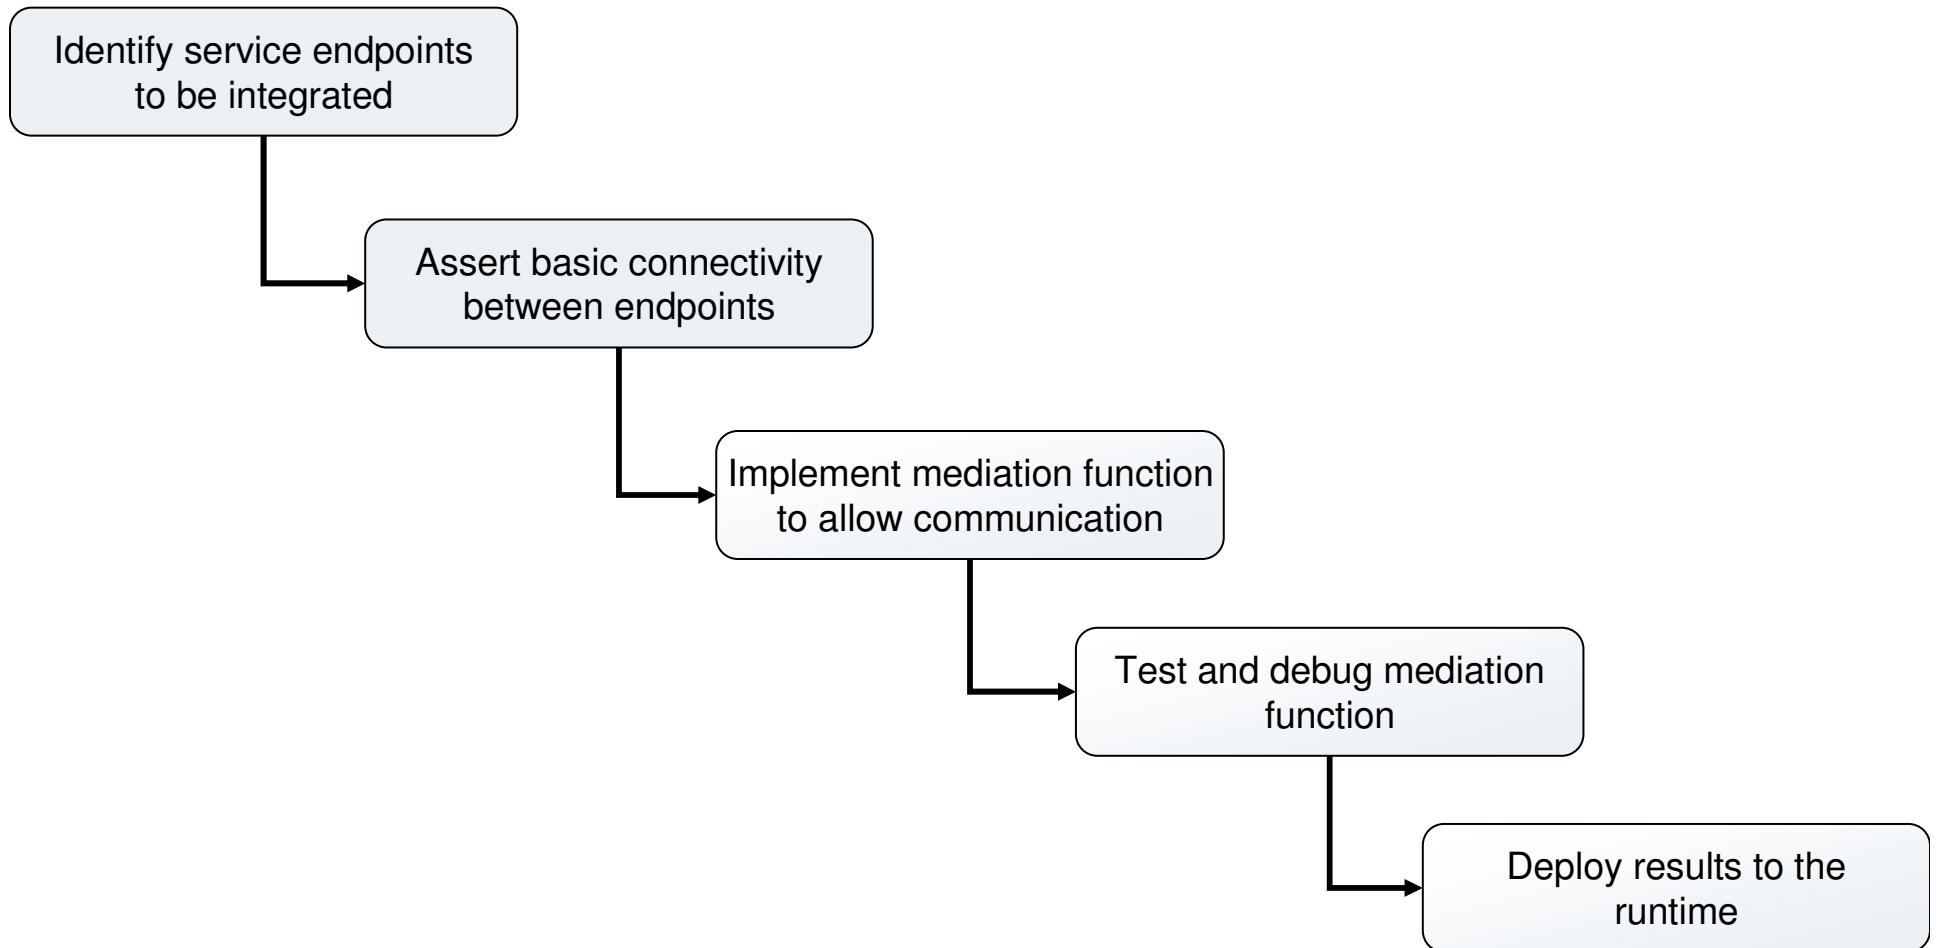 Identify service endpoints
to be integrated
Assert basic connectivity
between endpoints
Implement mediation function
to allow communication
Test and debug mediation
function
Deploy results to the
runtime